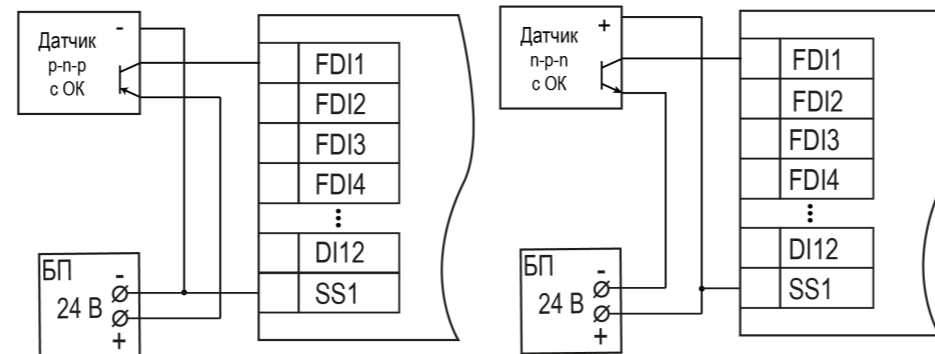 Датчик
p-n-p
с ОК
-
FDI1
FDI2
FDI3
FDI4
DI12
SS1
БП
24 В
-
+
Датчик
n-p-n
с ОК
+
FDI1
FDI2
FDI3
FDI4
DI12
SS1
БП
24 В
-
+